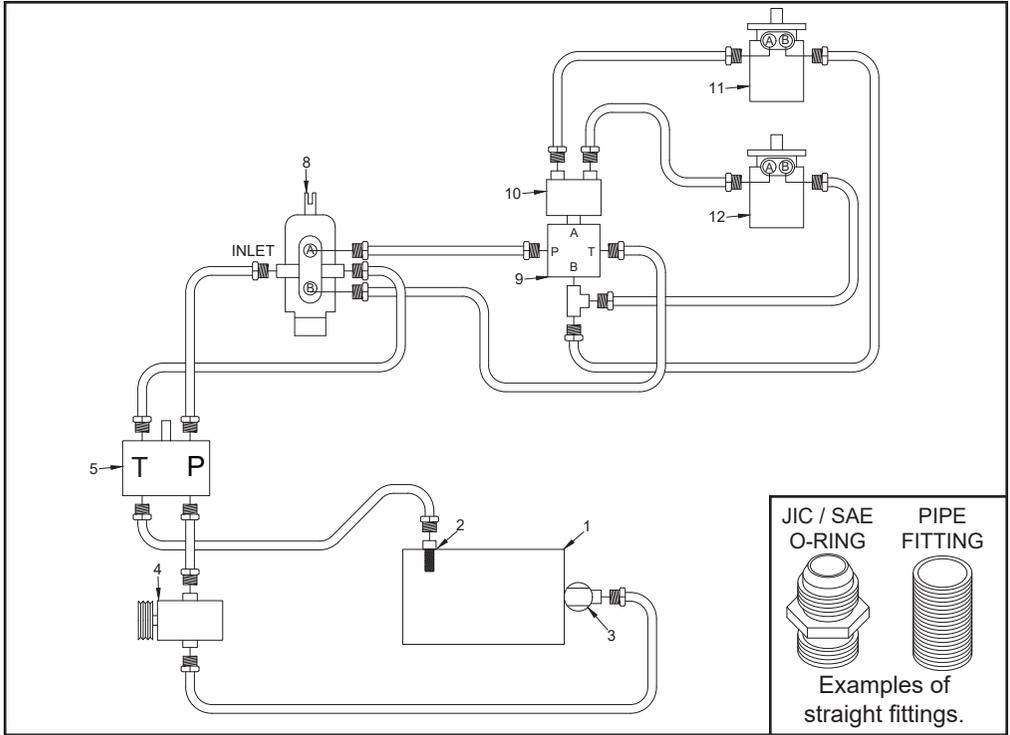 A B
11
8
A B
10
12
INLET
A
A
P T
9
B
B
5
T P
2
1
4
3
JIC / SAE
O-RING
PIPE
FITTING
Examples of
straight fittings.